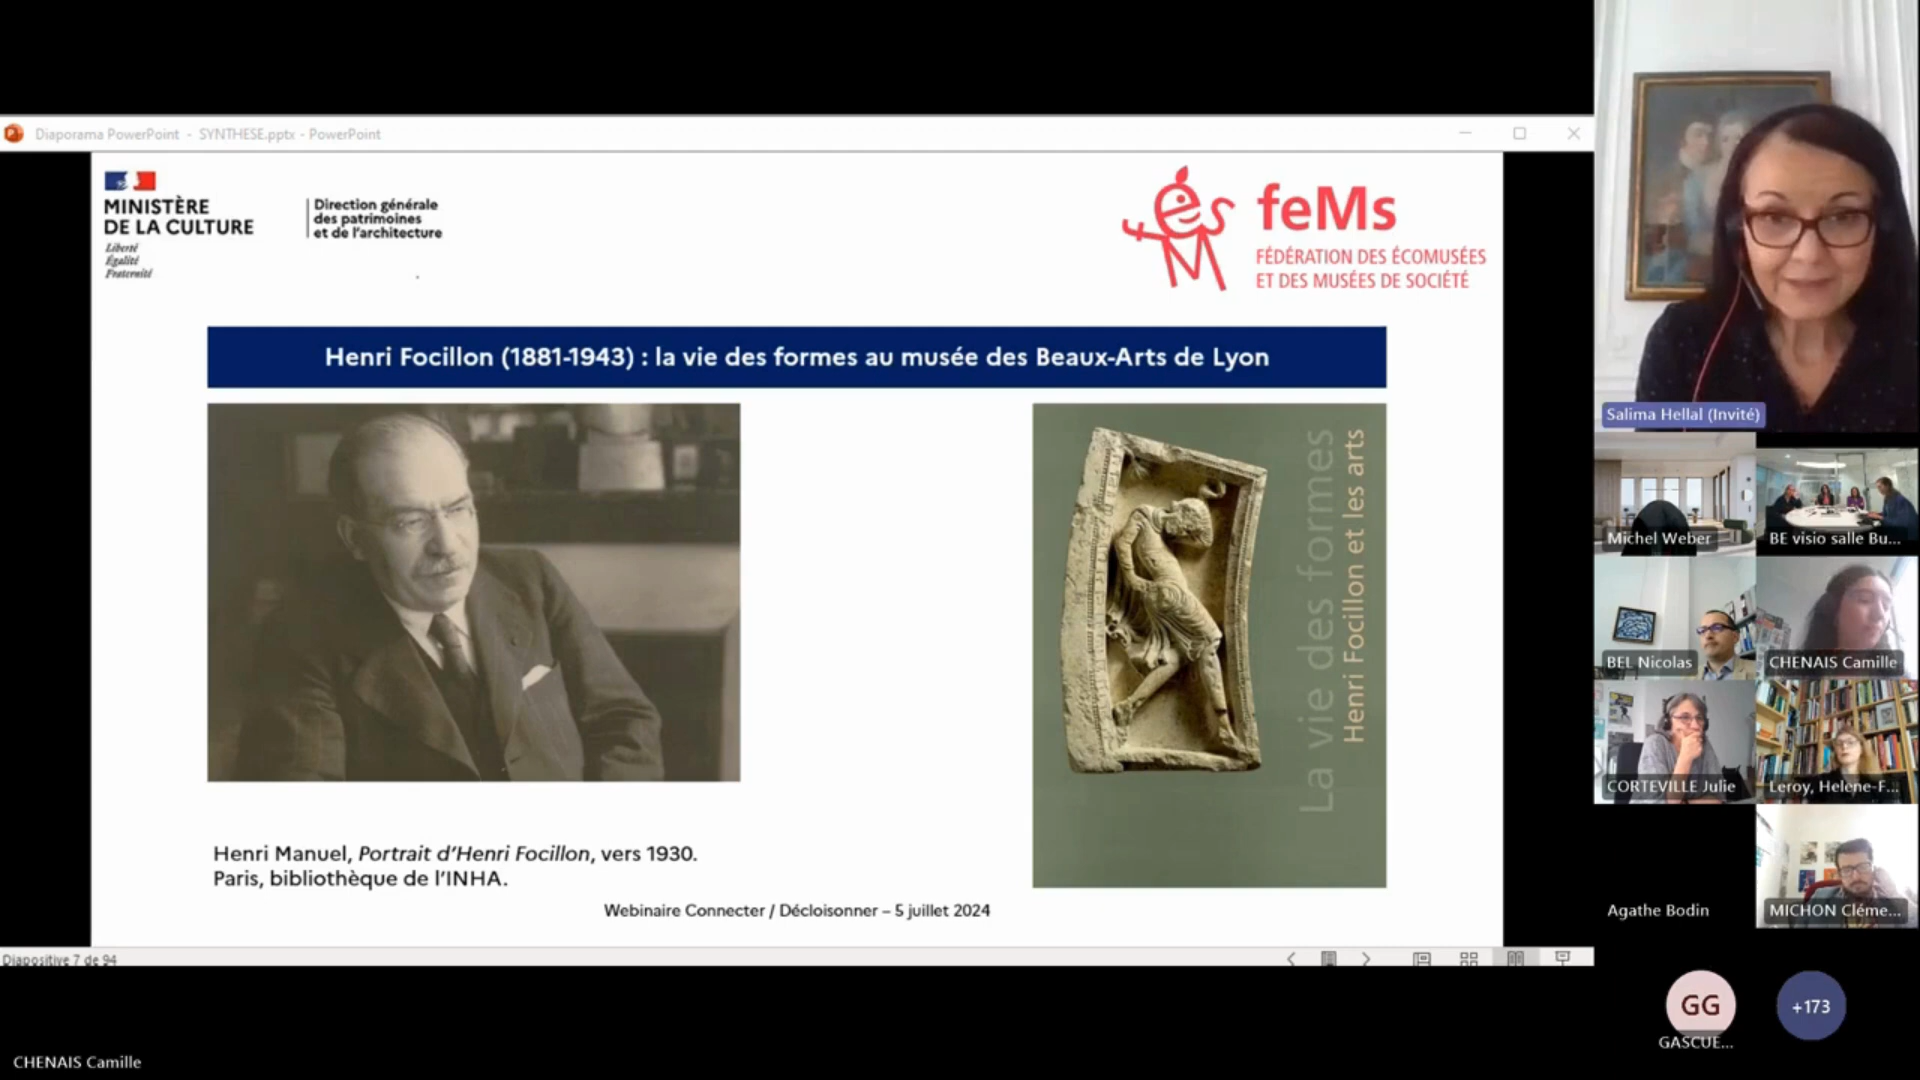 Diaporama PowerPoint - SYNTHESE.pptx - PowerPoint
MINISTÈRE
DE LA CULTURE
Liberté
Égalité
Fraternité
Direction générale
des patrimoines
et de l'architecture
feMs
FÉDÉRATION DES ÉCOMUSÉES
ET DES MUSÉES DE SOCIÉTÉ
Henri Focillon (1881-1943) : la vie des formes au musée des Beaux-Arts de Lyon
La vie des formes
Henri Focillon et les arts
Henri Manuel, Portrait d'Henri Focillon, vers 1930.
Paris, bibliothèque de l'INHA.
Webinaire Connecter / Décloisonner – 5 juillet 2024
Diapositive 7 de 94
CHENAIS Camille
Salima Hellal (Invité)
Michel Weber
BE visio salle Bu...
BEL Nicolas
CHENAIS Camille
CORTEVILLE Julie
Leroy, Helene-F...
Agathe Bodin
MICHON Cléme...
GG
GASCUE...
+173